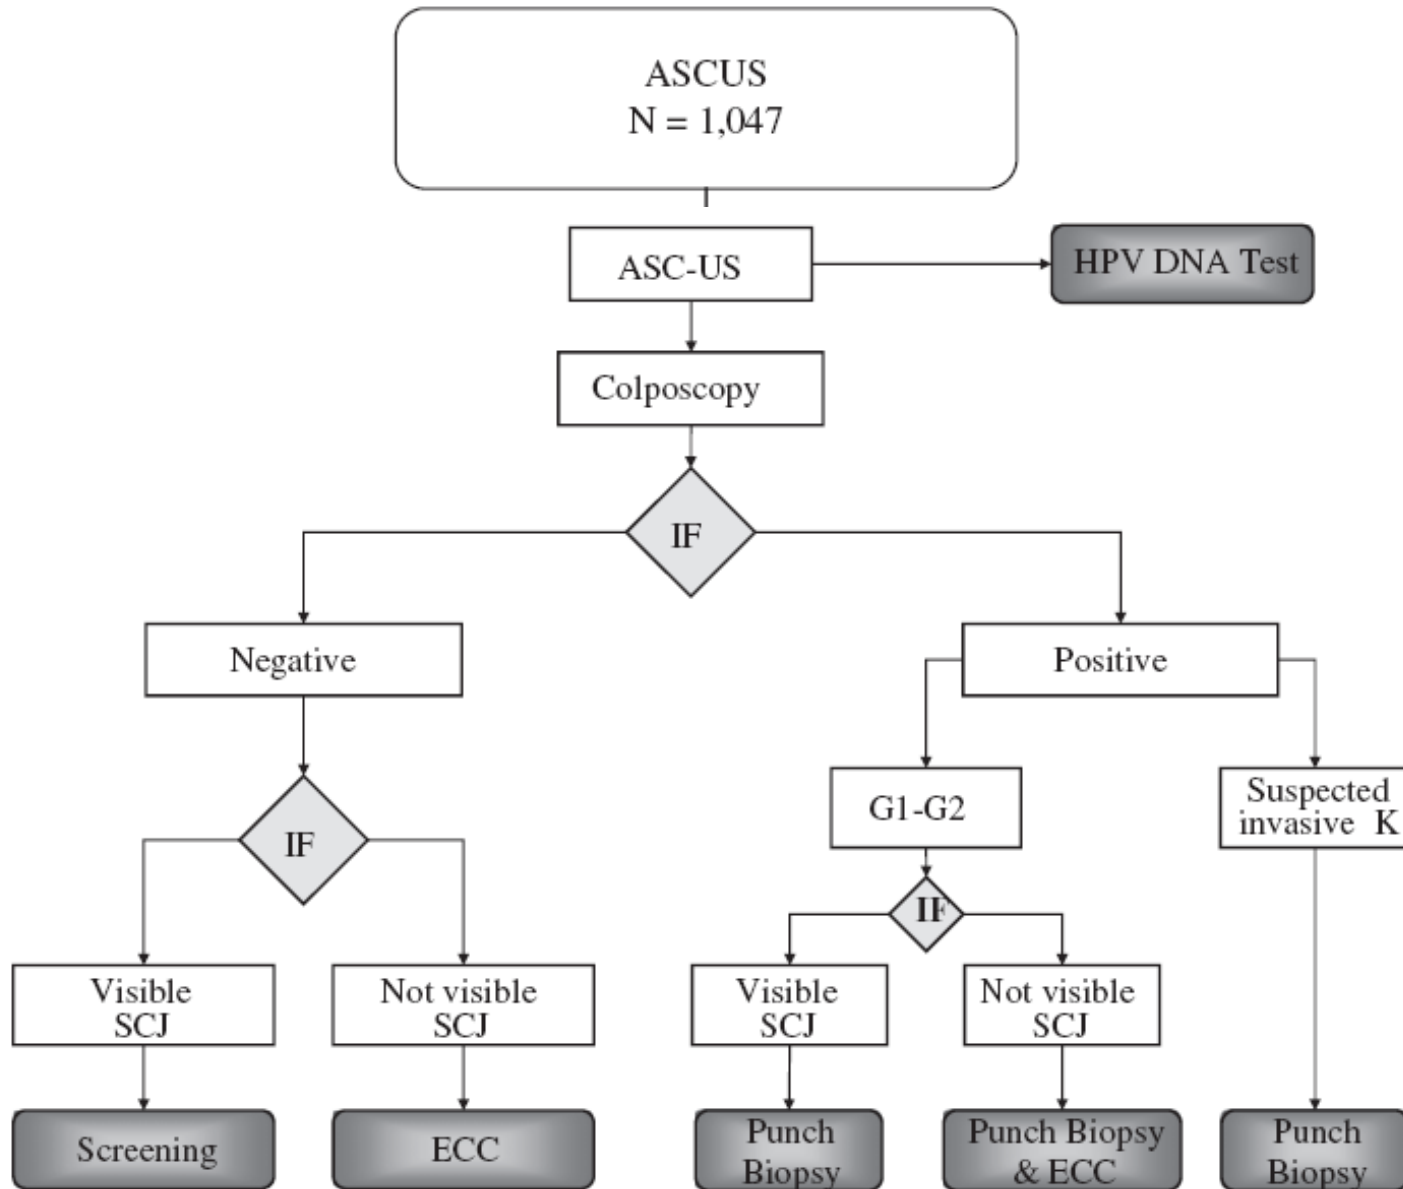 ASCUS
N = 1,047
ASC-US
HPV DNA Test
Colposcopy
IF
Negative
Positive
G1-G2
Suspected
invasive K
IF
IF
Visible
SCJ
Not visible
SCJ
Visible
SCJ
Not visible
SCJ
Screening
ECC
Punch
Biopsy
Punch Biopsy
& ECC
Punch
Biopsy